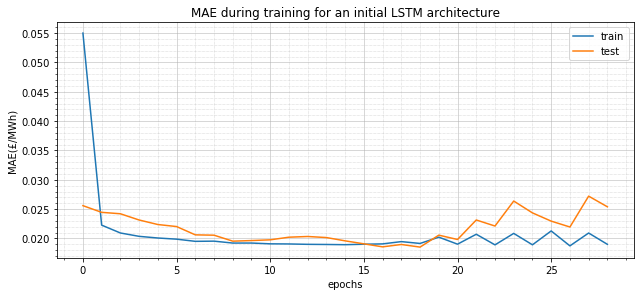 MAE during training for an initial LSTM architecture
train
test
MAE(£/MWh)
0.055
0.050
0.045
0.040
0.035
0.030
0.025
0.020
0 5 10 15 20 25
epochs